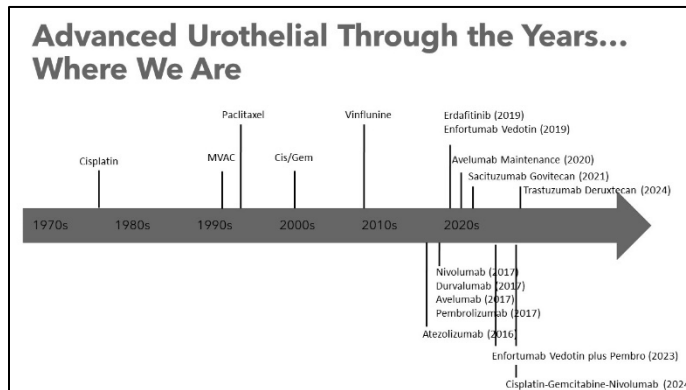 Advanced Urothelial Through the Years...
Where We Are
Paclitaxel
Vinflunine
Erdafitinib (2019)
Enfortumab Vedotin (2019)
Cisplatin
MVAC
Cis/Gem
Avelumab Maintenance (2020)
Sacituzumab Govitecan (2021)
Trastuzumab Deruxtecan (2024)
1970s 1980s 1990s 2000s 2010s 2020s
Nivolumab (2017)
Durvalumab (2017)
Avelumab (2017)
Pembrolizumab (2017)
Atezolizumab (2016)
Enfortumab Vedotin plus Pembro (2023)
Cisplatin-Gemcitabine-Nivolumab (2024